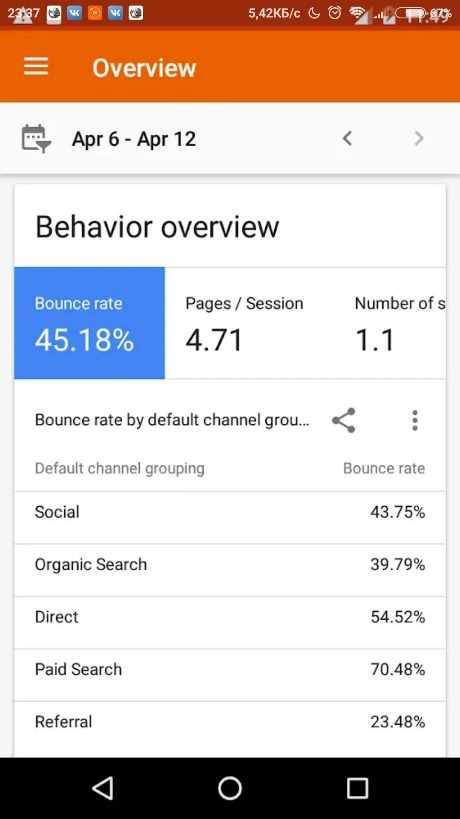 23:37 5,42КБ/с
Overview
Apr 6 - Apr 12
Behavior overview
Bounce rate Pages / Session Number of s
45.18% 4.71 1.1
Bounce rate by default channel grou...
Default channel grouping Bounce rate
Social 43.75%
Organic Search 39.79%
Direct 54.52%
Paid Search 70.48%
Referral 23.48%